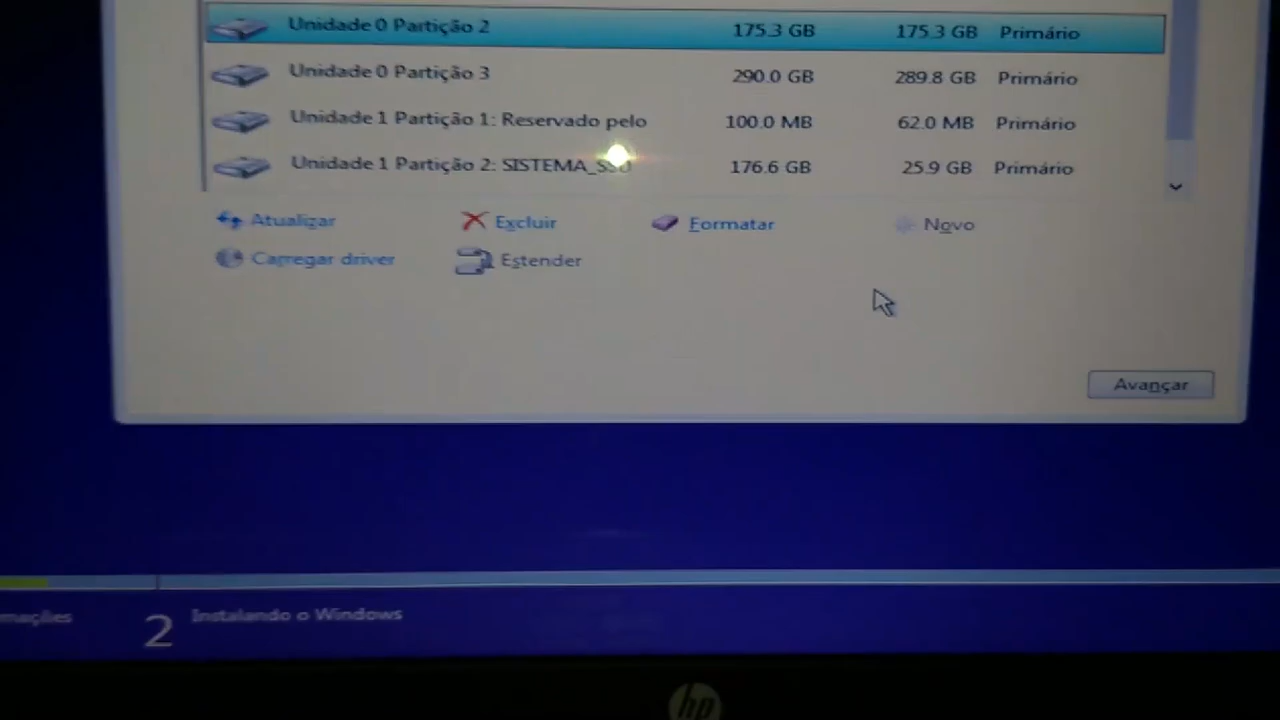 Unidade 0 Partição 2 175.3 GB 175.3 GB Primário
Unidade 0 Partição 3 290.0 GB 289.8 GB Primário
Unidade 1 Partição 1: Reservado pelo 100.0 MB 62.0 MB Primário
Unidade 1 Partição 2: SISTEMA_SSD 176.6 GB 25.9 GB Primário
Atualizar Excluir Formatar Novo
Carregar driver Estender
Avançar
mações 2 Instalando o Windows
hp